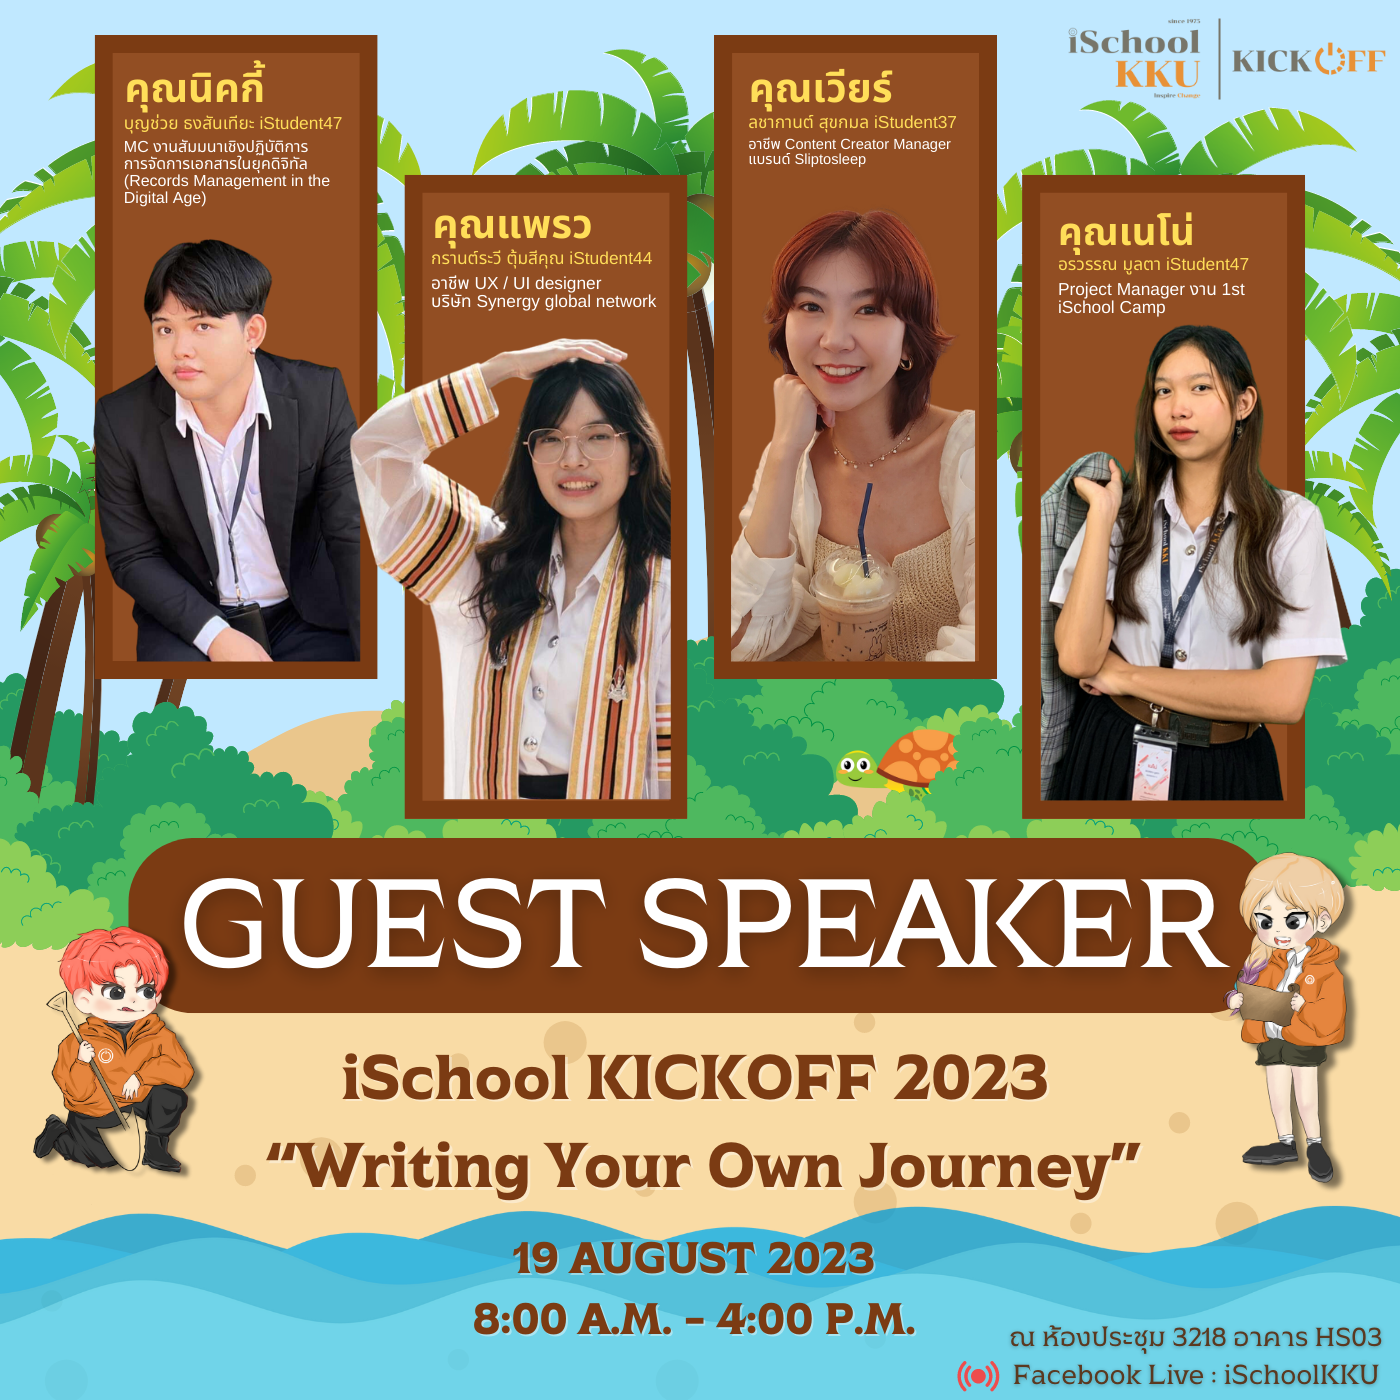 since 1975
iSchool
KKU
Inspire Change
KICKOFF
คุณนิคกี้
บุญช่วย ธงสันเทียะ iStudent47
MC งานสัมมนาเชิงปฏิบัติการ
การจัดการเอกสารในยุคดิจิทัล
(Records Management in the
Digital Age)
คุณแพรว
กรานต์ระวี ตุ้มสีคุณ iStudent44
อาชีพ UX / UI designer
บริษัท Synergy global network
คุณเวียร์
ลชากานต์ สุขกมล iStudent37
อาชีพ Content Creator Manager
แบรนด์ Sliptosleep
คุณเนโน่
อรวรรณ มูลตา iStudent47
Project Manager งาน 1st
iSchool Camp
GUEST SPEAKER
iSchool KICKOFF 2023
“Writing Your Own Journey”
19 AUGUST 2023
8:00 A.M. - 4:00 P.M.
ณ ห้องประชุม 3218 อาคาร HS03
Facebook Live : iSchoolKKU